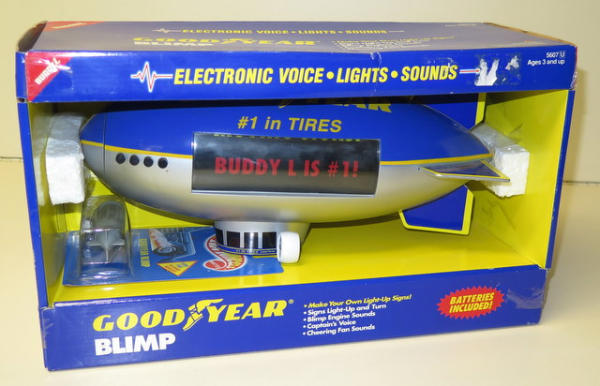 GOODYEAR
ELECTRONIC VOICE • LIGHTS • SOUNDS
5607 U
Ages 3 and up
YEAR
#1 in TIRES
BUDDY L IS #1!
GOODYEAR®
BLIMP
• Make Your Own Light-Up Signs!
• Signs Light-Up and Turn
• Blimp Engine Sounds
• Captain's Voice
• Cheering Fan Sounds
BATTERIES
INCLUDED!